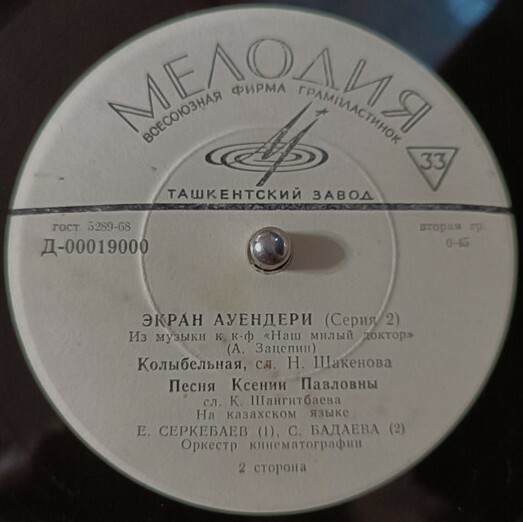 МЕЛОДИЯ
ВСЕСОЮЗНАЯ ФИРМА ГРАМПЛАСТИНОК
33
ТАШКЕНТСКИЙ ЗАВОД
гост 5289-68
вторая гр.
Д-00019000
0-45
ЭКРАН АУЕНДЕРИ (Серия 2)
Из музыки к к-ф «Наш милый доктор»
(А. Зацепин)
Колыбельная, сл. Н. Шакенова
Песня Ксении Павловны
сл. К. Шангитбаева
На казахском языке
Е. СЕРКЕБАЕВ (1), С. БАДАЕВА (2)
Оркестр кинематографии
2 сторона